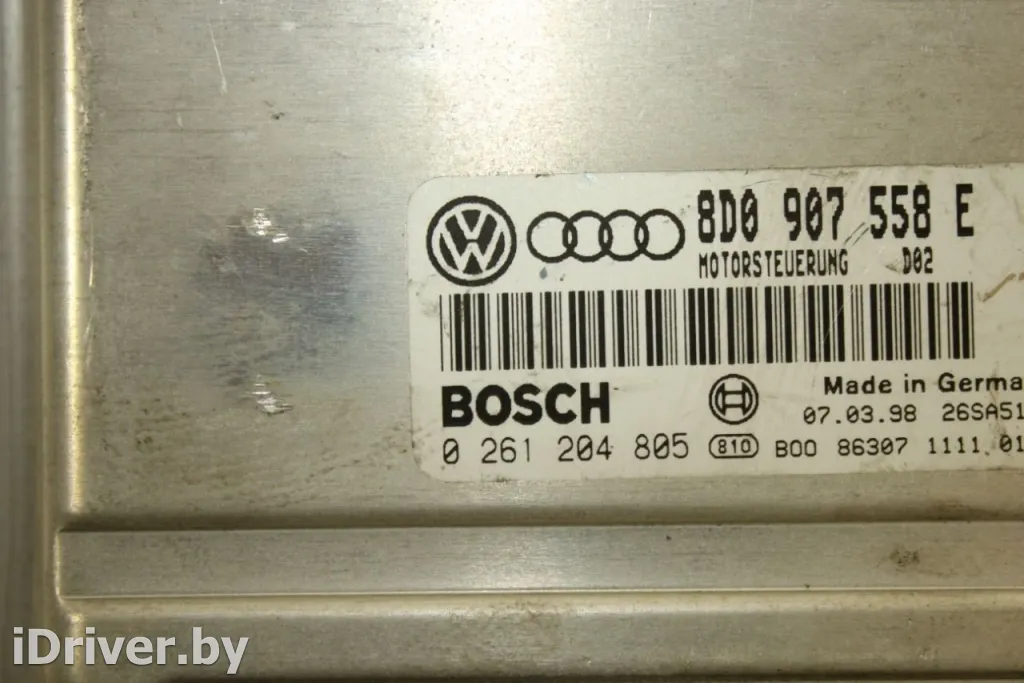 8D0 907 558 E
MOTORSTEUERUNG D02
BOSCH
Made in Germa
07.03.98 26SA51
0 261 204 805 810 B00 86307 1111 01
iDriver.by